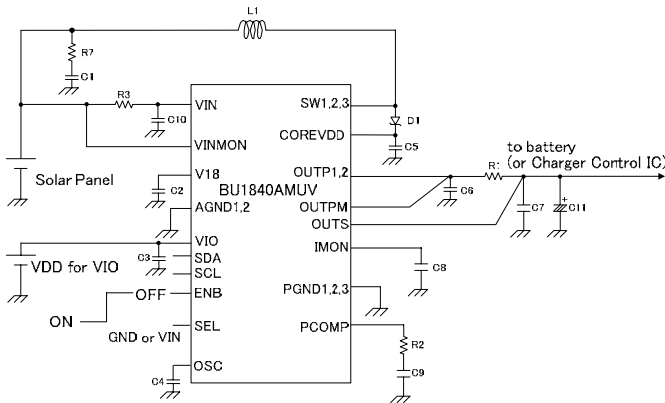 L1
R7
C1
R3
C10
VIN
SW1,2,3
D1
COREVDD
C5
VINMON
to battery
(or Charger Control IC)
Solar Panel
V18
C2
BU1840AMUV
OUTP1,2
R1
C6
C7
C11
+
AGND1,2
OUTPM
OUTS
VIO
C3
IMON
C8
VDD for VIO
SDA
SCL
ENB
OFF
ON
PGND1,2,3
SEL
GND or VIN
PCOMP
R2
C9
OSC
C4